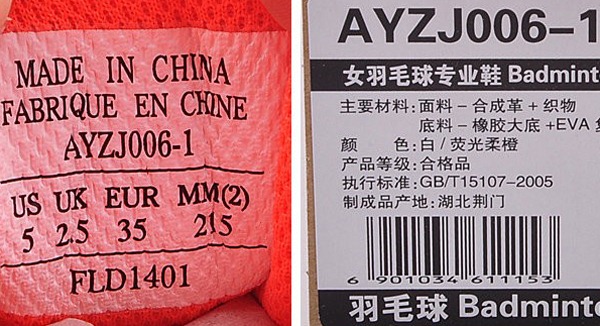 MADE IN CHINA
FABRIQUE EN CHINE
AYZJ006-1
US UK EUR MM(2)
5 2.5 35 215
FLD1401
AYZJ006-1
女羽毛球专业鞋
主要材料:面料-合成革+织物
底料-橡胶大底+EVA
颜 色:白/荧光柔橙
产品等级:合格品
执行标准:GB/T15107-2005
制成品产地:湖北荆门
6 901034 611153
羽毛球